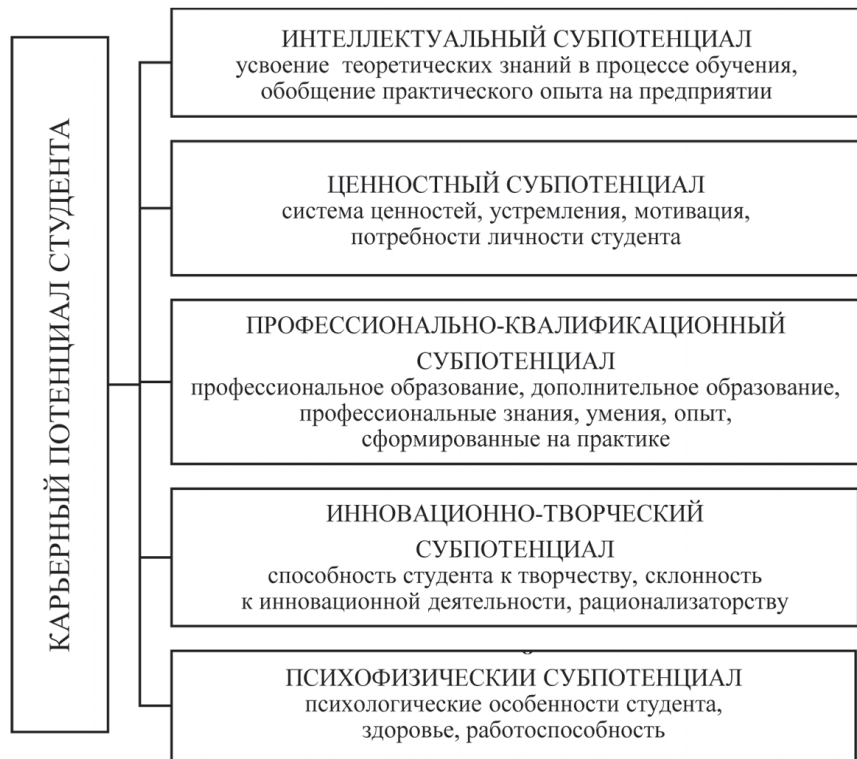 КАРЬЕРНЫЙ ПОТЕНЦИАЛ СТУДЕНТА
ИНТЕЛЛЕКТУАЛЬНЫЙ СУБПОТЕНЦИАЛ
усвоение теоретических знаний в процессе обучения,
обобщение практического опыта на предприятии
ЦЕННОСТНЫЙ СУБПОТЕНЦИАЛ
система ценностей, устремления, мотивация,
потребности личности студента
ПРОФЕССИОНАЛЬНО-КВАЛИФИКАЦИОННЫЙ
СУБПОТЕНЦИАЛ
профессиональное образование, дополнительное образование,
профессиональные знания, умения, опыт,
сформированные на практике
ИННОВАЦИОННО-ТВОРЧЕСКИЙ
СУБПОТЕНЦИАЛ
способность студента к творчеству, склонность
к инновационной деятельности, рационализаторству
ПСИХОФИЗИЧЕСКИЙ СУБПОТЕНЦИАЛ
психологические особенности студента,
здоровье, работоспособность